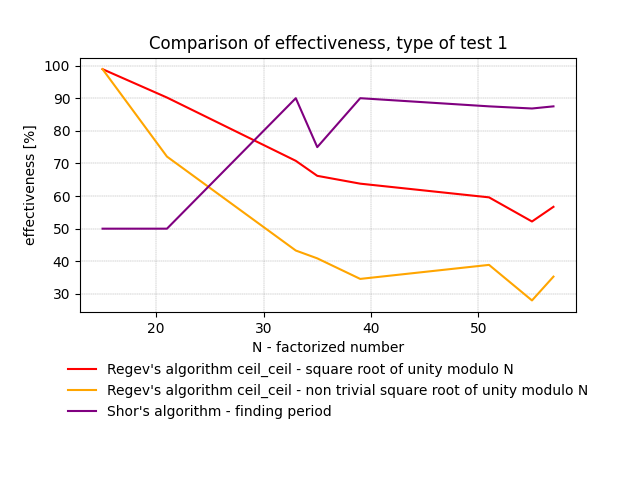 Comparison of effectiveness, type of test 1
100
90
80
70
60
50
40
30
effectiveness [%]
20 30 40 50
N - factorized number
Regev's algorithm ceil_ceil - square root of unity modulo N
Regev's algorithm ceil_ceil - non trivial square root of unity modulo N
Shor's algorithm - finding period